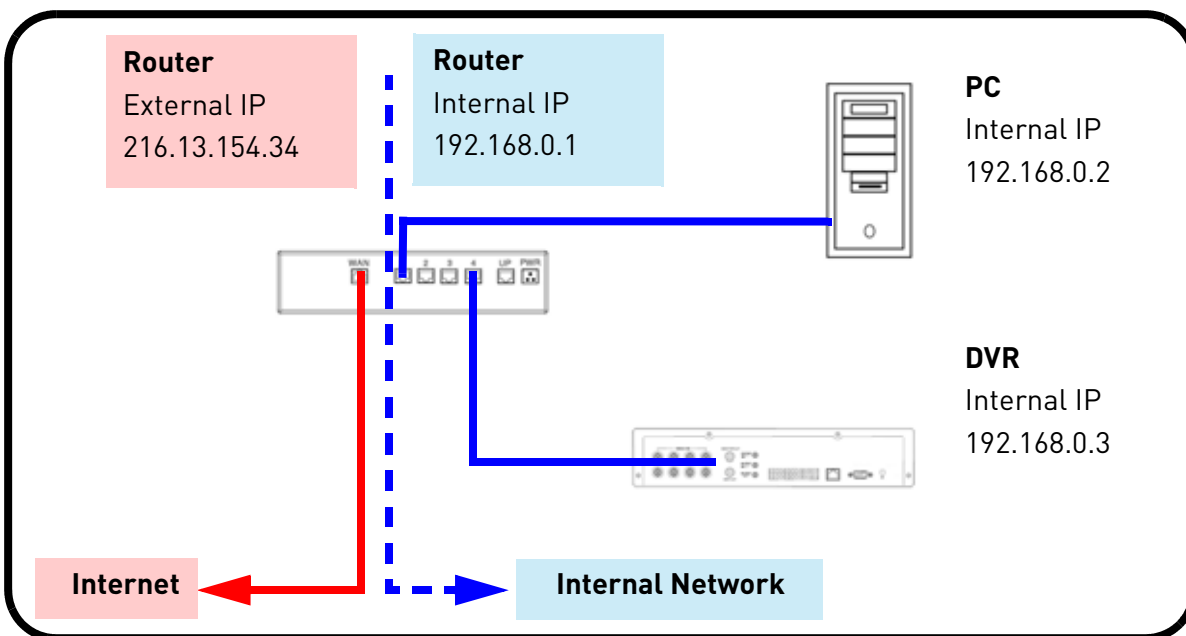 Router
External IP
216.13.154.34
Router
Internal IP
192.168.0.1
PC
Internal IP
192.168.0.2
WAN 2 3 4 UP PWR
DVR
Internal IP
192.168.0.3
Internet
Internal Network